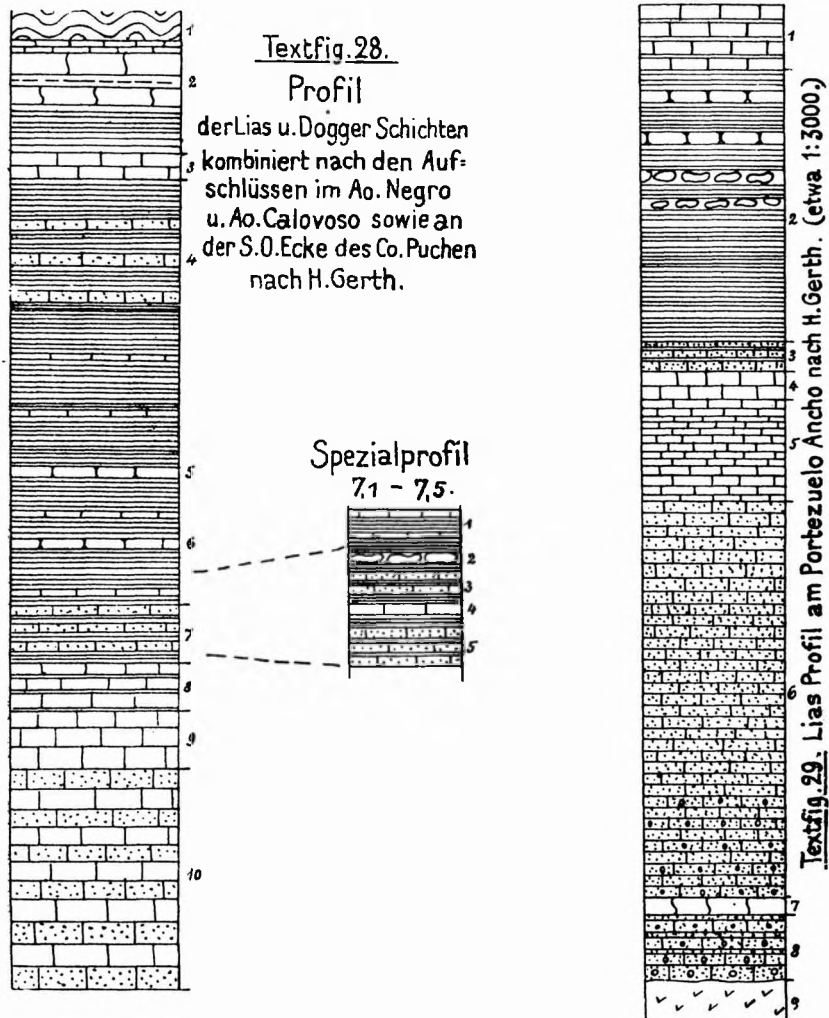 Textfig. 28.
Profil
der Lias u. Dogger Schichten
kombiniert nach den Auf=
schlüssen im Ao. Negro
u. Ao. Calovoso sowie an
der S.O. Ecke des Co. Puchen
nach H. Gerth.
1
2
3
4
5
6
7
8
9
10
Spezialprofil
7,1 - 7,5.
1
2
3
4
5
1
2
3
4
5
6
7
8
9
Textfig. 29. Lias Profil am Portezuelo Ancho nach H. Gerth. (etwa 1:3000,)